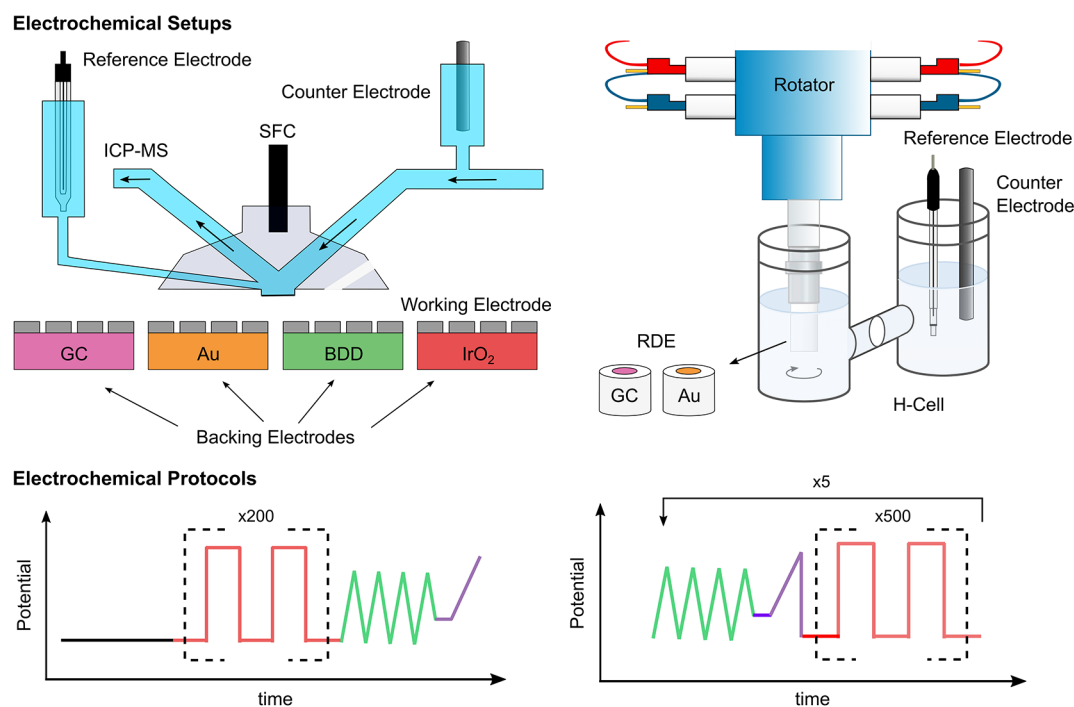 Electrochemical Setups
Reference Electrode
Counter Electrode
SFC
ICP-MS
Working Electrode
GC
Au
BDD
IrO₂
Backing Electrodes
Rotator
Reference Electrode
Counter
Electrode
RDE
GC
Au
H-Cell
Electrochemical Protocols
x200
Potential
time
x5
x500
Potential
time